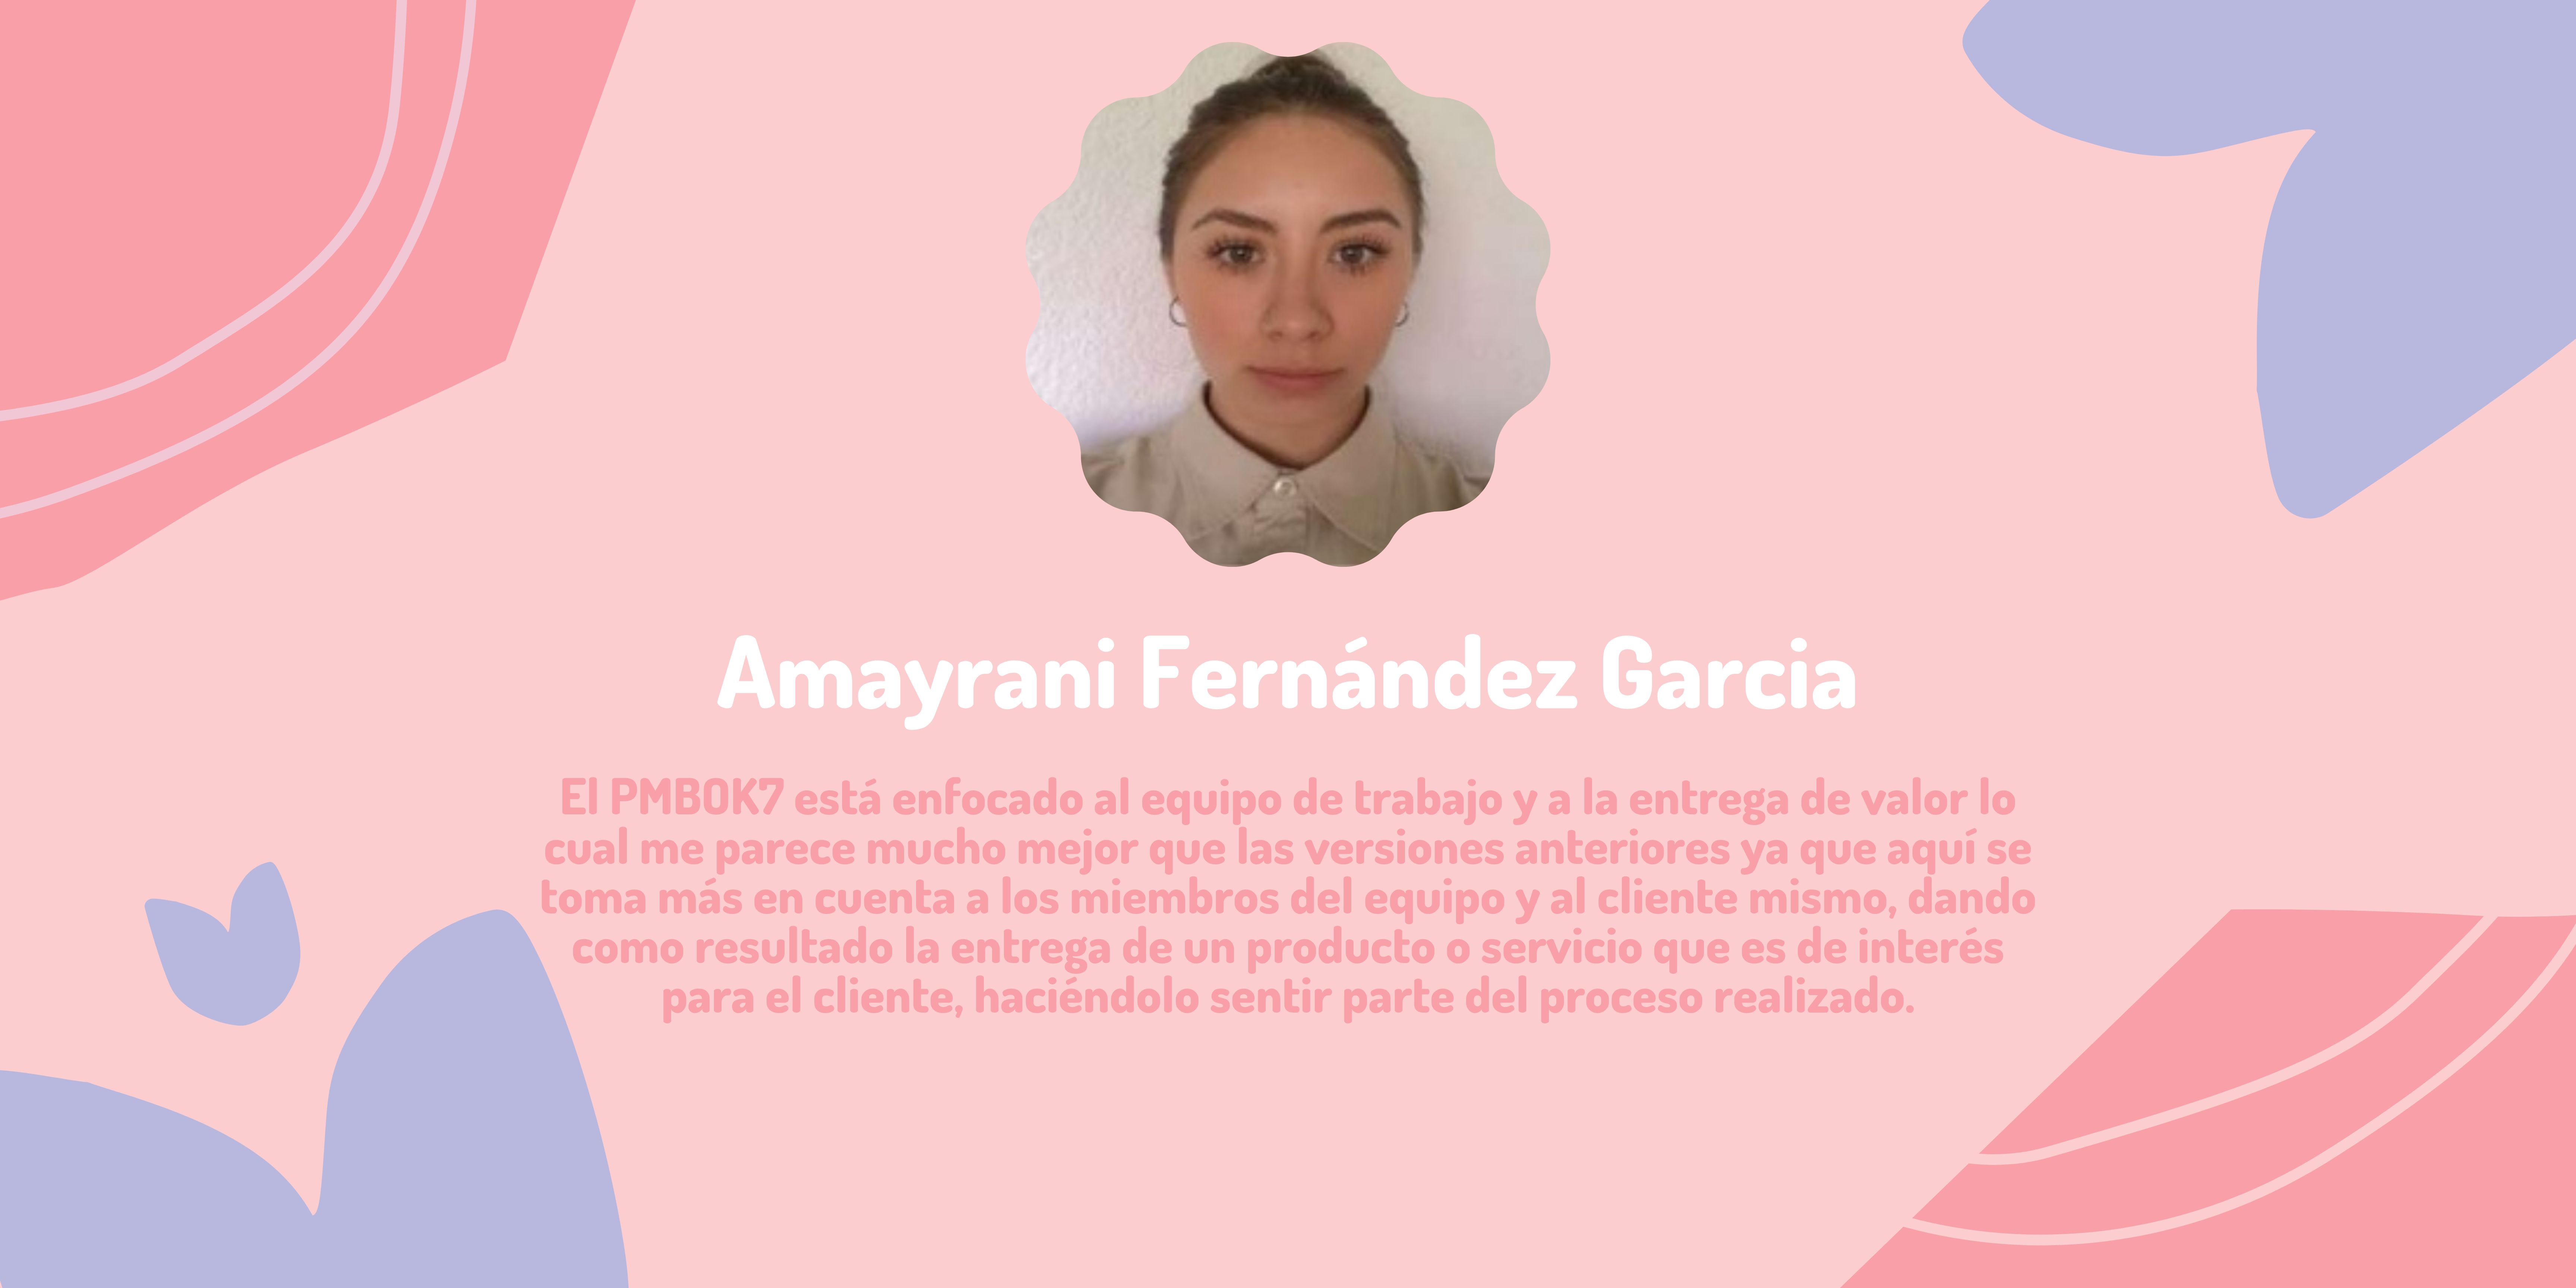 Amayrani Fernández Garcia
El PMBOK7 está enfocado al equipo de trabajo y a la entrega de valor lo
cual me parece mucho mejor que las versiones anteriores ya que aquí se
toma más en cuenta a los miembros del equipo y al cliente mismo, dando
como resultado la entrega de un producto o servicio que es de interés
para el cliente, haciéndolo sentir parte del proceso realizado.